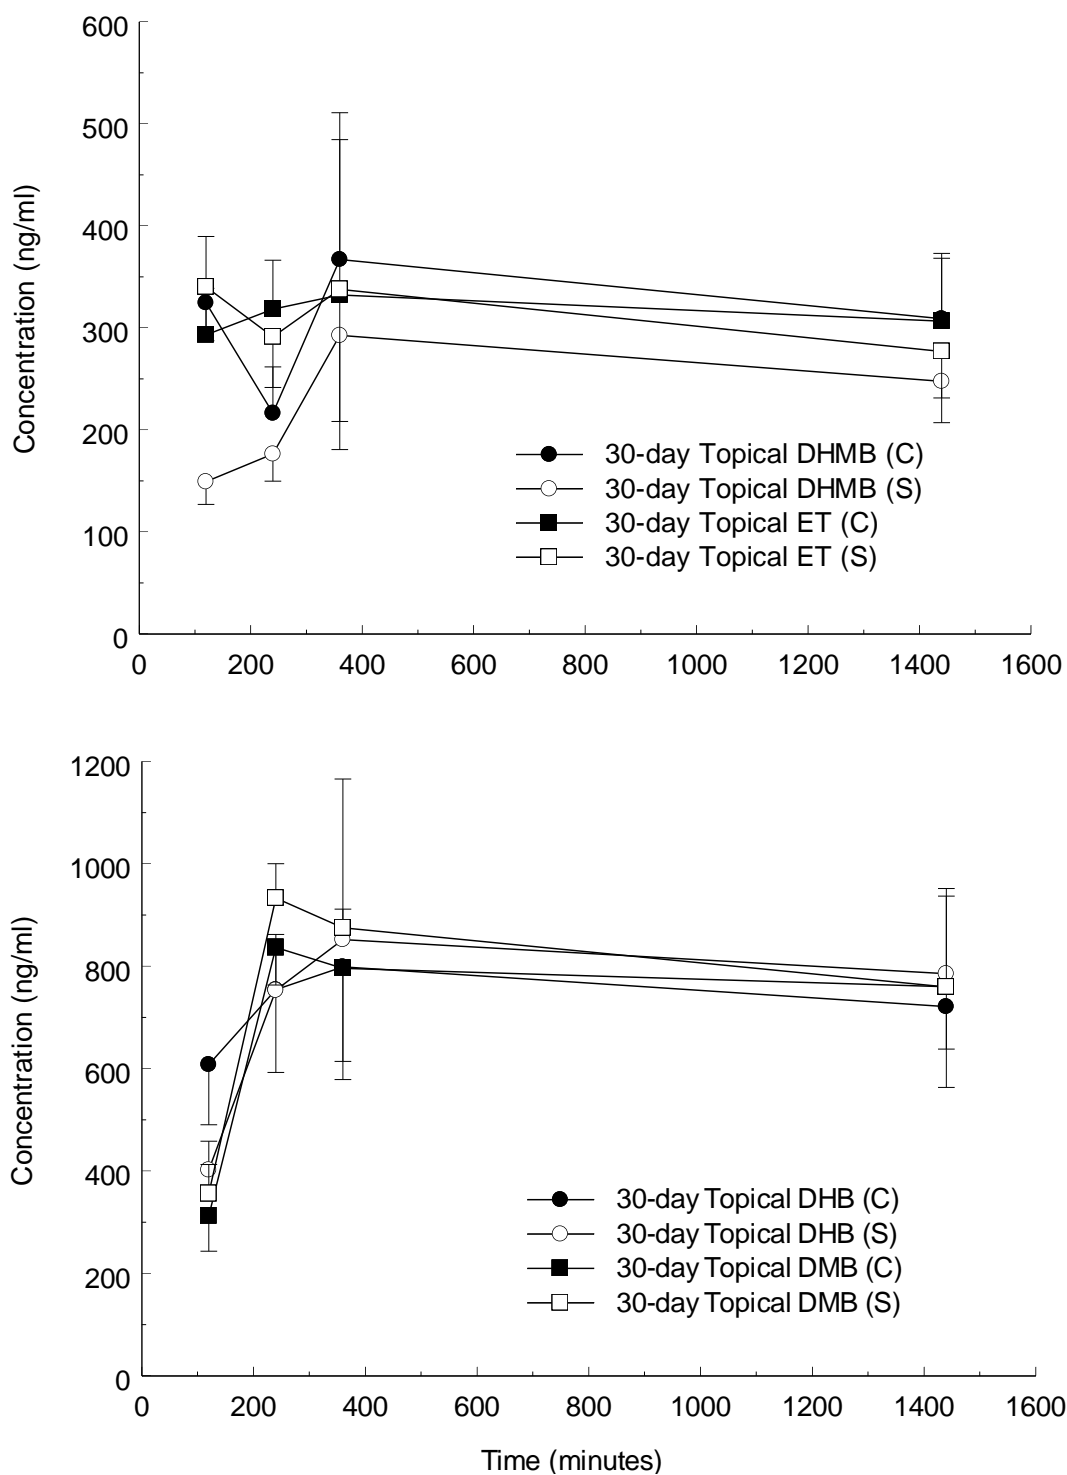 600
500
400
300
200
100
0
Concentration (ng/ml)
30-day Topical DHMB (C)
30-day Topical DHMB (S)
30-day Topical ET (C)
30-day Topical ET (S)
0 200 400 600 800 1000 1200 1400 1600
1200
1000
800
600
400
200
0
Concentration (ng/ml)
30-day Topical DHB (C)
30-day Topical DHB (S)
30-day Topical DMB (C)
30-day Topical DMB (S)
0 200 400 600 800 1000 1200 1400 1600
Time (minutes)